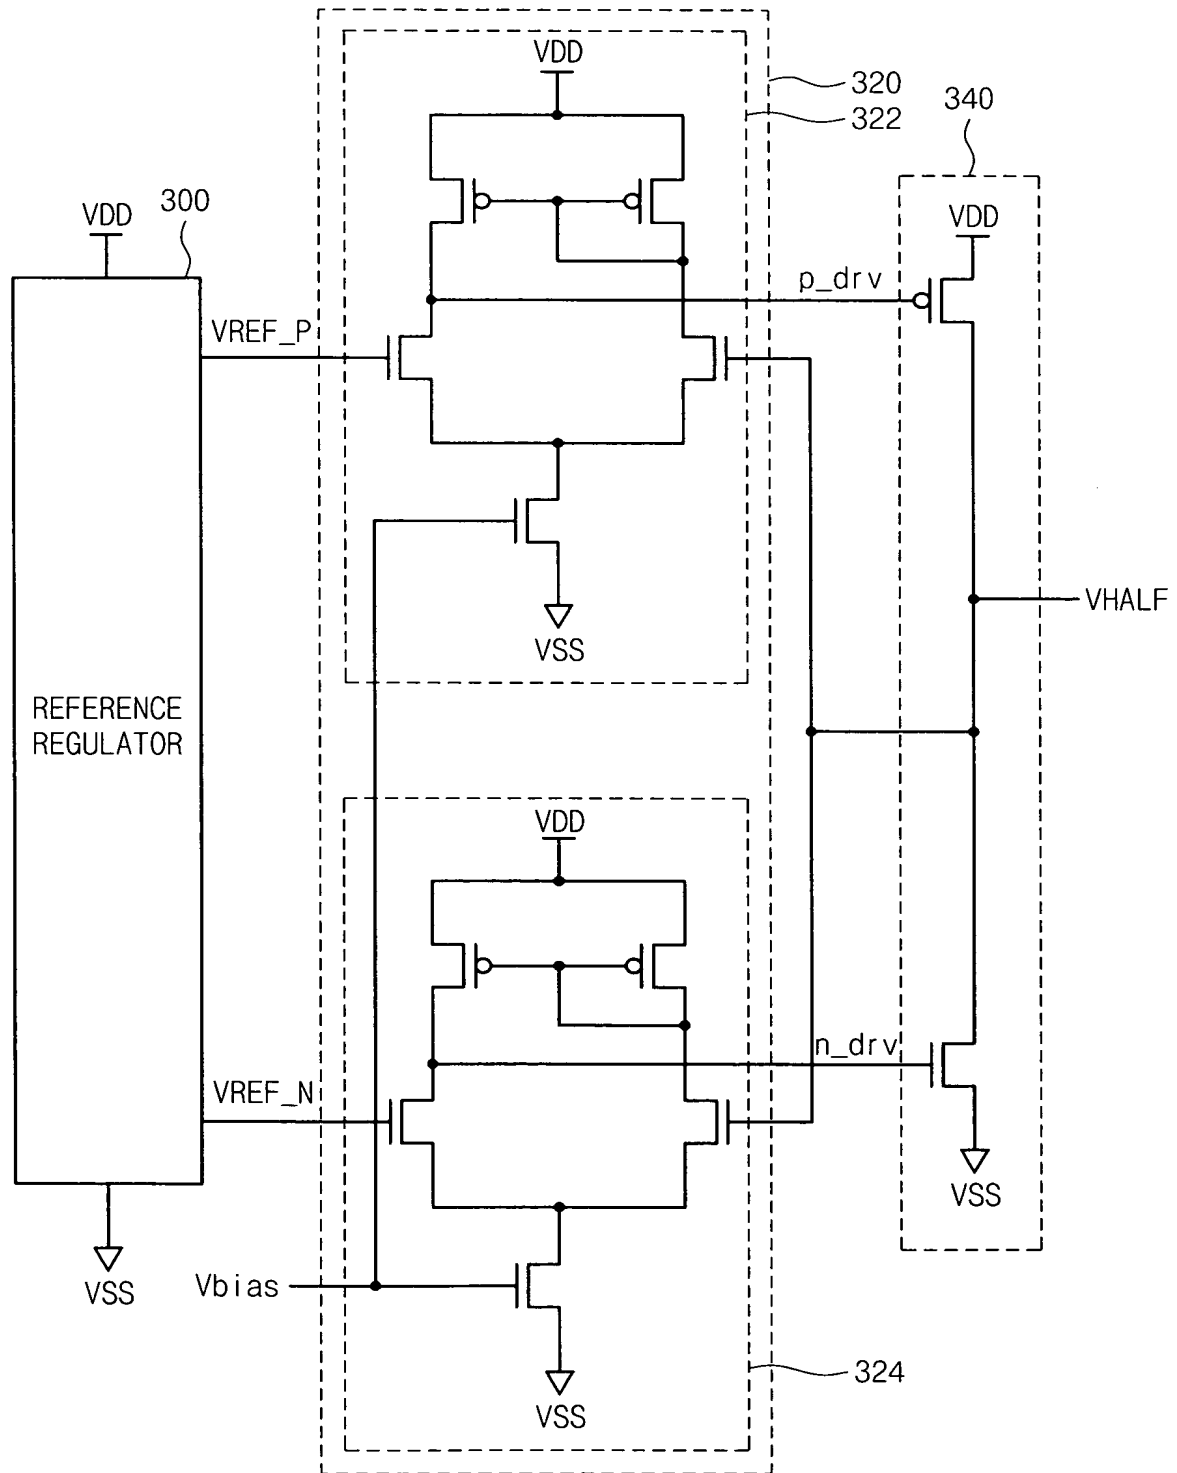 VDD
320
322
340
300
VDD
VDD
p_drv
VREF_P
VHALF
VSS
REFERENCE
REGULATOR
VDD
n_drv
VREF_N
VSS
Vbias
VSS
324
VSS